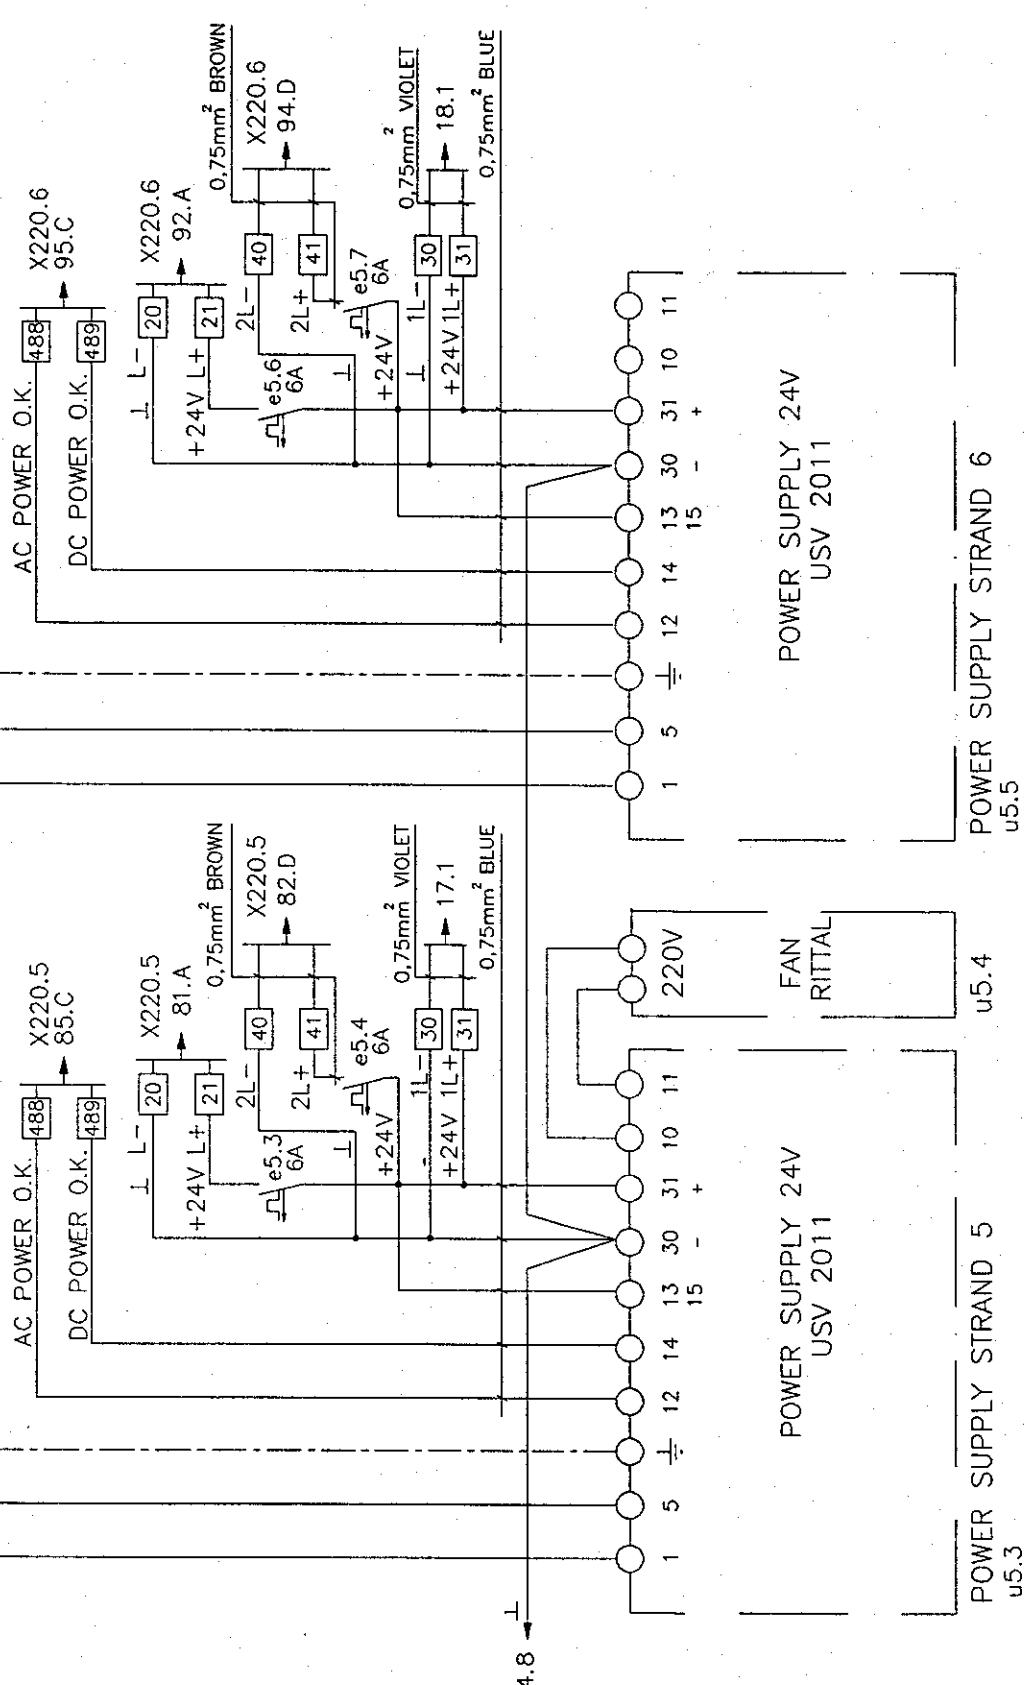 AC POWER O.K.
488
X220.5
85.C
DC POWER O.K.
489
⊥ L-
20
X220.5
81.A
+24V L+
21
0,75mm² BROWN
2L-
40
X220.5
82.D
e5.3
6A
2L+
41
⊥
e5.4
6A
+24V
0,75mm² VIOLET
1L-
30
17.1
+24V 1L+
31
0,75mm² BLUE
⊥
4.8
1
5
12
14
13
15
30
-
31
+
10
11
220V
POWER SUPPLY 24V
USV 2011
FAN
RITTAL
POWER SUPPLY STRAND 5
u5.3
u5.4
AC POWER O.K.
488
X220.6
95.C
DC POWER O.K.
489
⊥ L-
20
X220.6
92.A
+24V L+
21
0,75mm² BROWN
2L-
40
X220.6
94.D
e5.6
6A
2L+
41
⊥
e5.7
6A
+24V
0,75mm² VIOLET
⊥ 1L-
30
18.1
+24V 1L+
31
0,75mm² BLUE
1
5
12
14
13
15
30
-
31
+
10
11
POWER SUPPLY 24V
USV 2011
POWER SUPPLY STRAND 6
u5.5